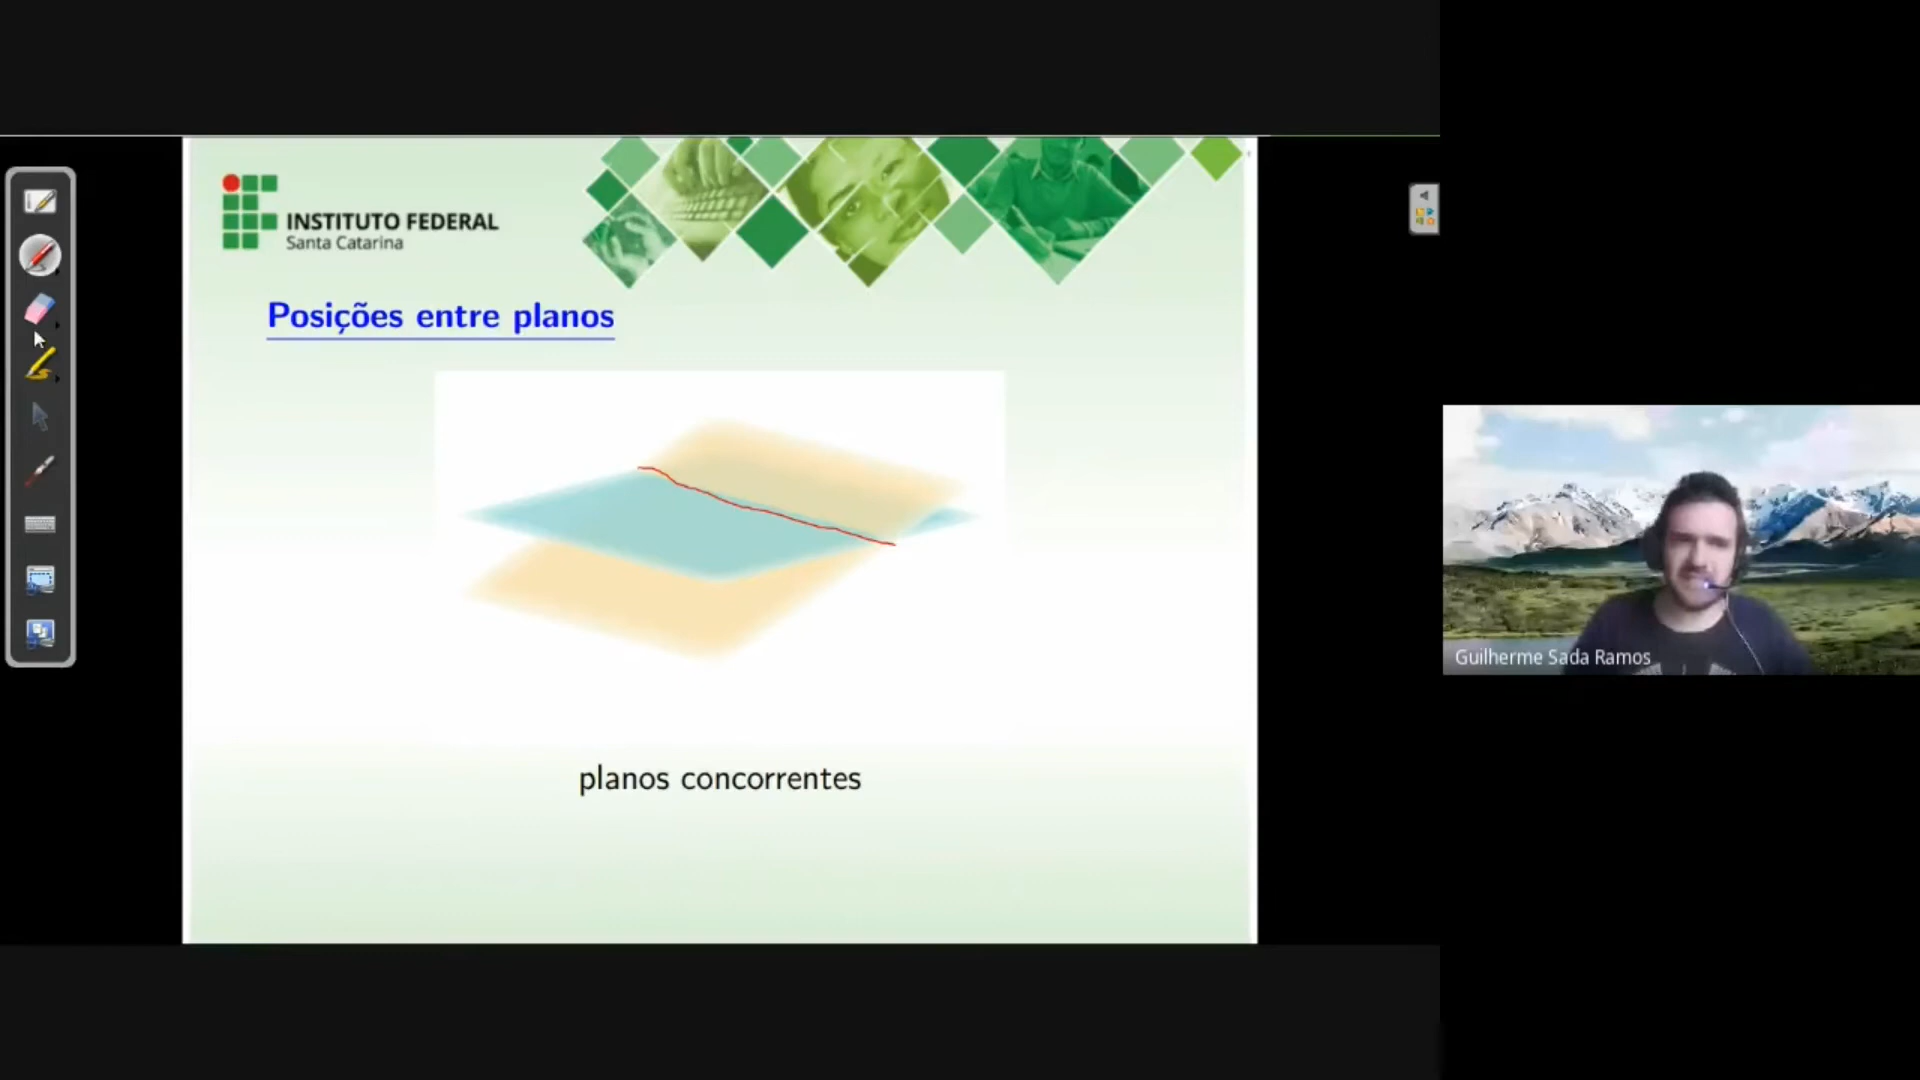 INSTITUTO FEDERAL
Santa Catarina
Posições entre planos
planos concorrentes
Guilherme Sada Ramos